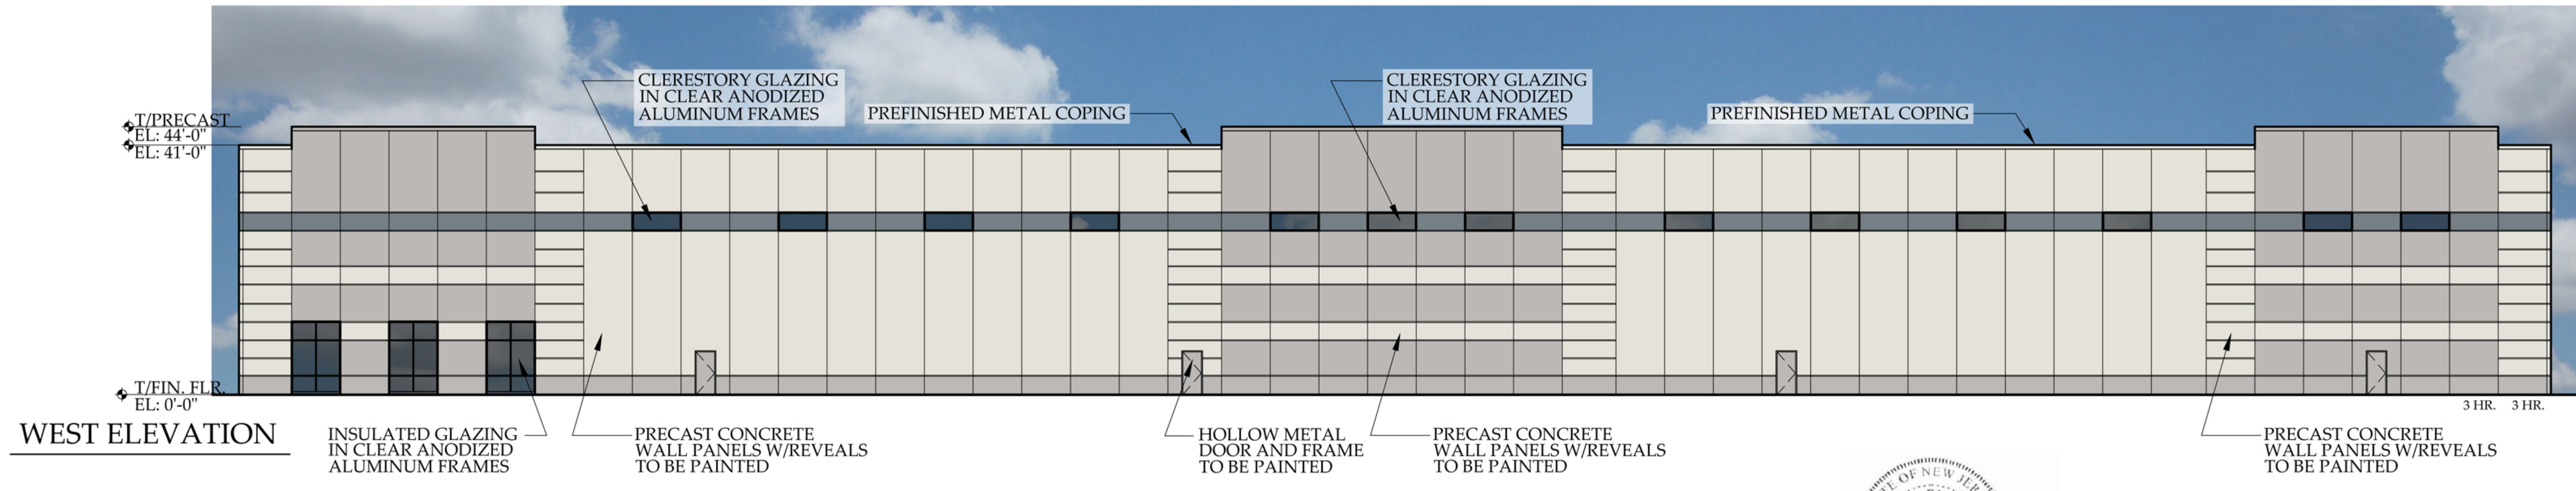 CLERESTORY GLAZING
IN CLEAR ANODIZED
ALUMINUM FRAMES
PREFINISHED METAL COPING
CLERESTORY GLAZING
IN CLEAR ANODIZED
ALUMINUM FRAMES
PREFINISHED METAL COPING
T/PRECAST
EL: 44'-0"
EL: 41'-0"
T/FIN. FLR.
EL: 0'-0"
3 HR. 3 HR.
WEST ELEVATION
INSULATED GLAZING
IN CLEAR ANODIZED
ALUMINUM FRAMES
PRECAST CONCRETE
WALL PANELS W/REVEALS
TO BE PAINTED
HOLLOW METAL
DOOR AND FRAME
TO BE PAINTED
PRECAST CONCRETE
WALL PANELS W/REVEALS
TO BE PAINTED
PRECAST CONCRETE
WALL PANELS W/REVEALS
TO BE PAINTED
OF NEW